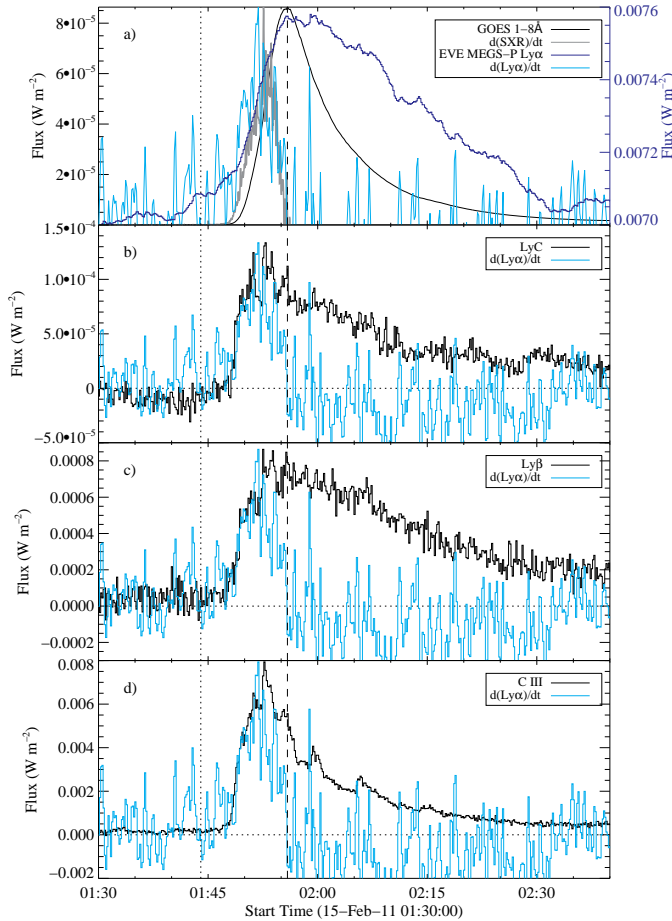 a)
GOES 1–8Å
d(SXR)/dt
EVE MEGS–P Lyα
d(Lyα)/dt
8•10⁻⁵
6•10⁻⁵
4•10⁻⁵
2•10⁻⁵
Flux (W m⁻²)
0.0076
0.0074
0.0072
0.0070
Flux (W m⁻²)
b)
LyC
d(Lyα)/dt
1.5•10⁻⁴
1.0•10⁻⁴
5.0•10⁻⁵
0
−5.0•10⁻⁵
Flux (W m⁻²)
c)
Lyβ
d(Lyα)/dt
0.0008
0.0006
0.0004
0.0002
0.0000
−0.0002
Flux (W m⁻²)
d)
C III
d(Lyα)/dt
0.008
0.006
0.004
0.002
0.000
−0.002
Flux (W m⁻²)
01:30 01:45 02:00 02:15 02:30
Start Time (15–Feb–11 01:30:00)